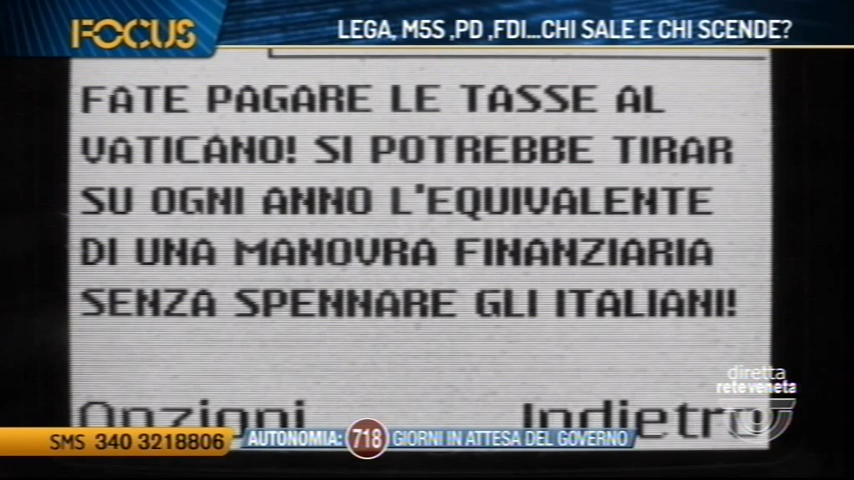 FOCUS
LEGA, M5S ,PD ,FDI...CHI SALE E CHI SCENDE?
FATE PAGARE LE TASSE AL
VATICANO! SI POTREBBE TIRAR
SU OGNI ANNO L'EQUIVALENTE
DI UNA MANOVRA FINANZIARIA
SENZA SPENNARE GLI ITALIANI!
diretta
reteveneta
Opzioni Indietro
SMS 340 3218806 AUTONOMIA: 718 GIORNI IN ATTESA DEL GOVERNO